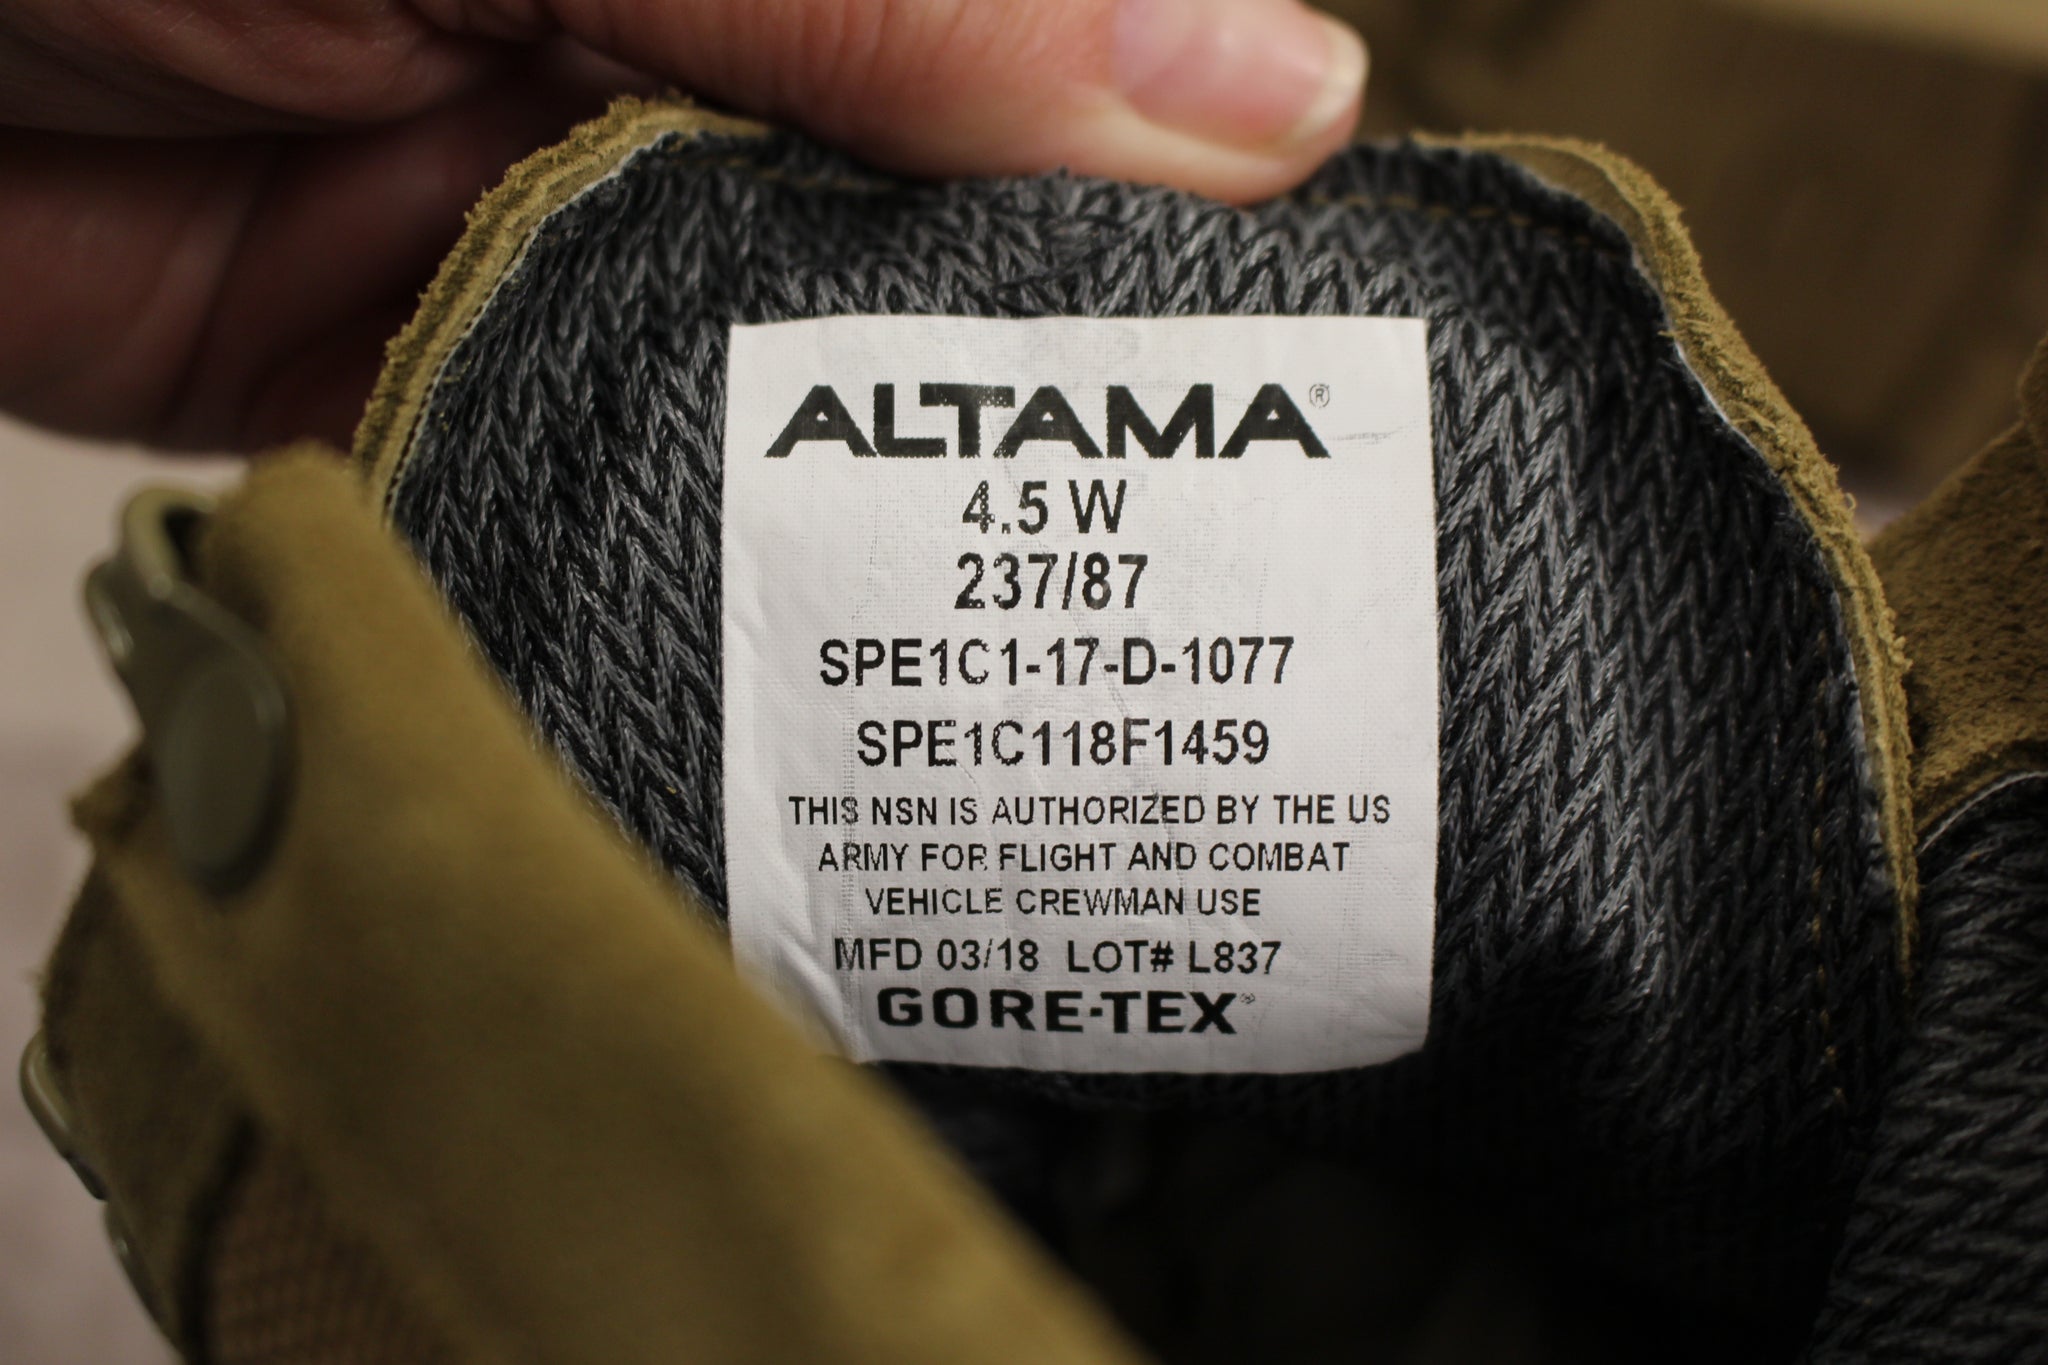 ALTAMA®
4.5 W
237/87
SPE1C1-17-D-1077
SPE1C118F1459
THIS NSN IS AUTHORIZED BY THE US
ARMY FOR FLIGHT AND COMBAT
VEHICLE CREWMAN USE
MFD 03/18 LOT# L837
GORE-TEX®